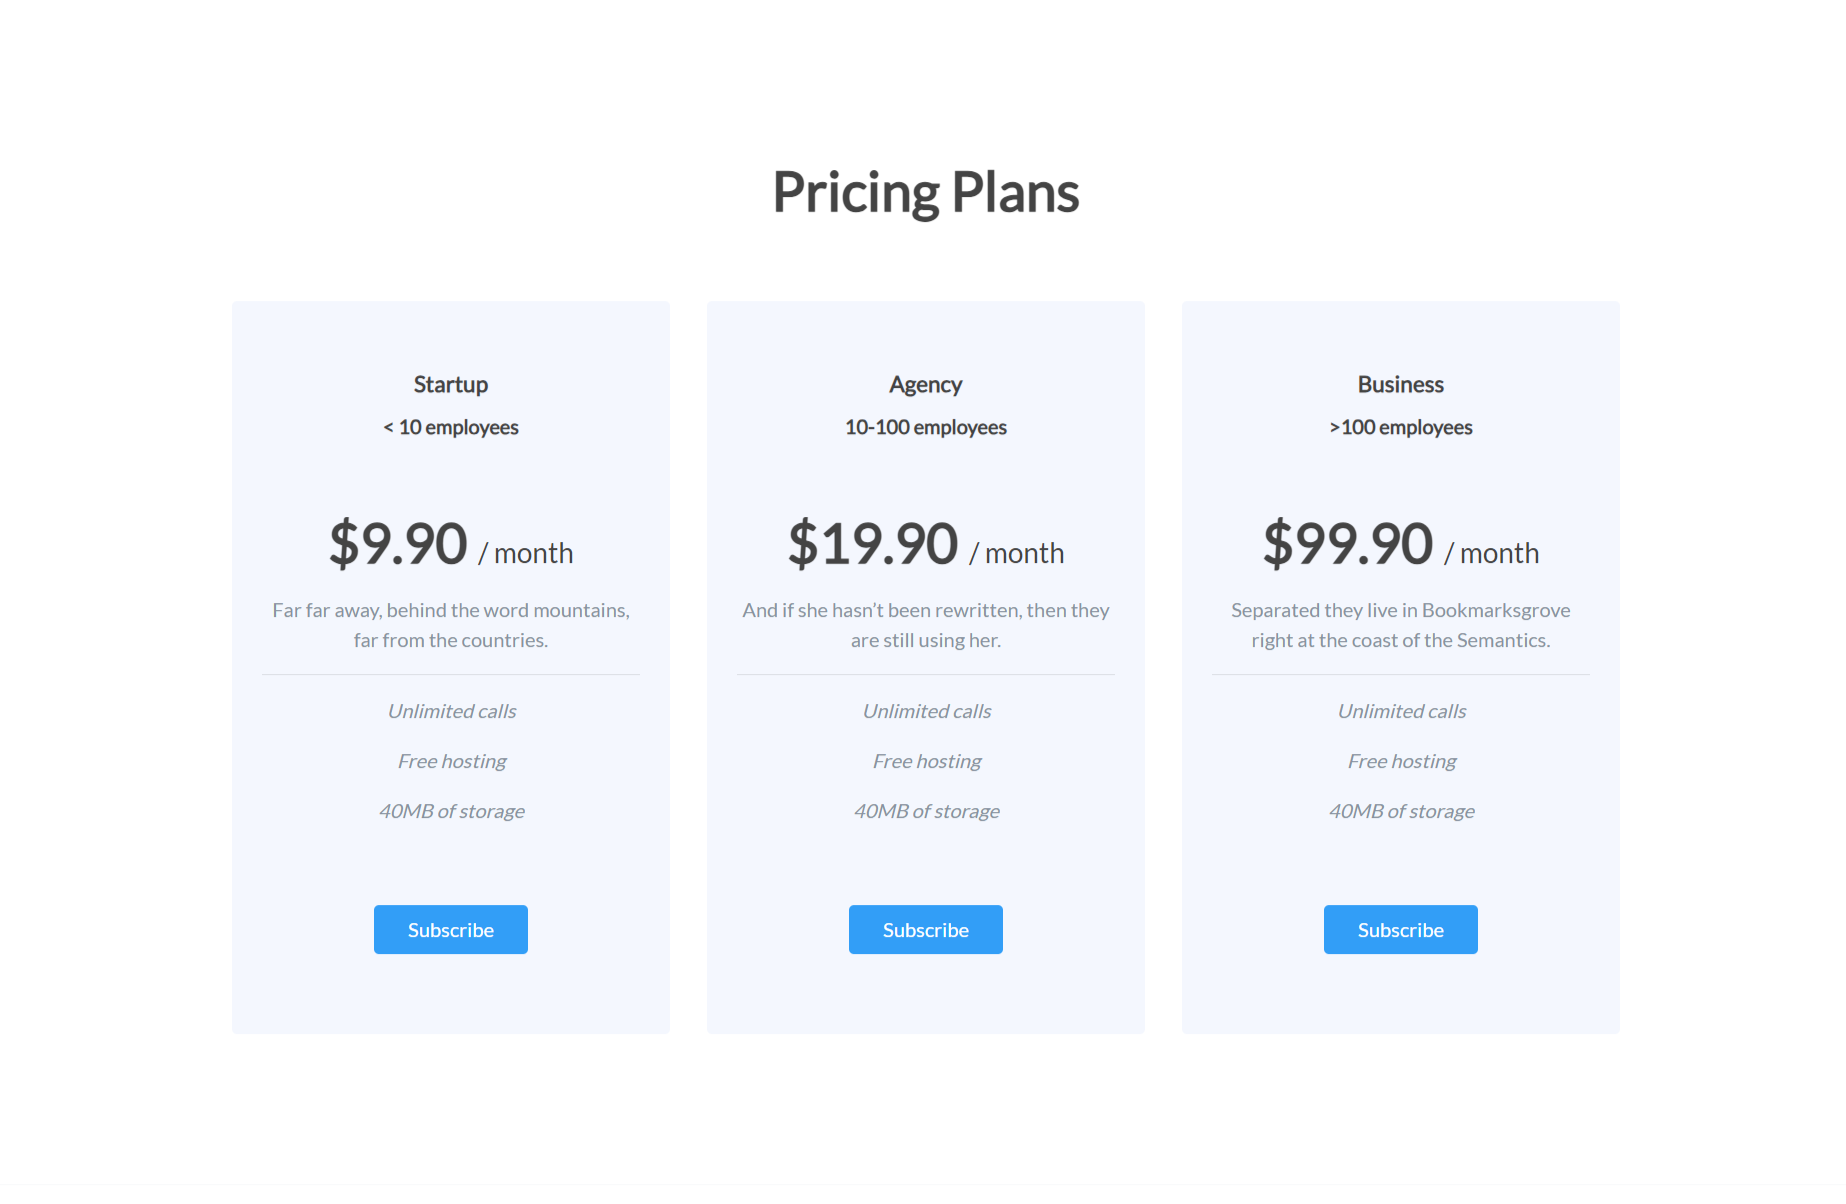 Pricing Plans
Startup
< 10 employees
$9.90 / month
Far far away, behind the word mountains,
far from the countries.
Unlimited calls
Free hosting
40MB of storage
Subscribe
Agency
10-100 employees
$19.90 / month
And if she hasn’t been rewritten, then they
are still using her.
Unlimited calls
Free hosting
40MB of storage
Subscribe
Business
>100 employees
$99.90 / month
Separated they live in Bookmarksgrove
right at the coast of the Semantics.
Unlimited calls
Free hosting
40MB of storage
Subscribe